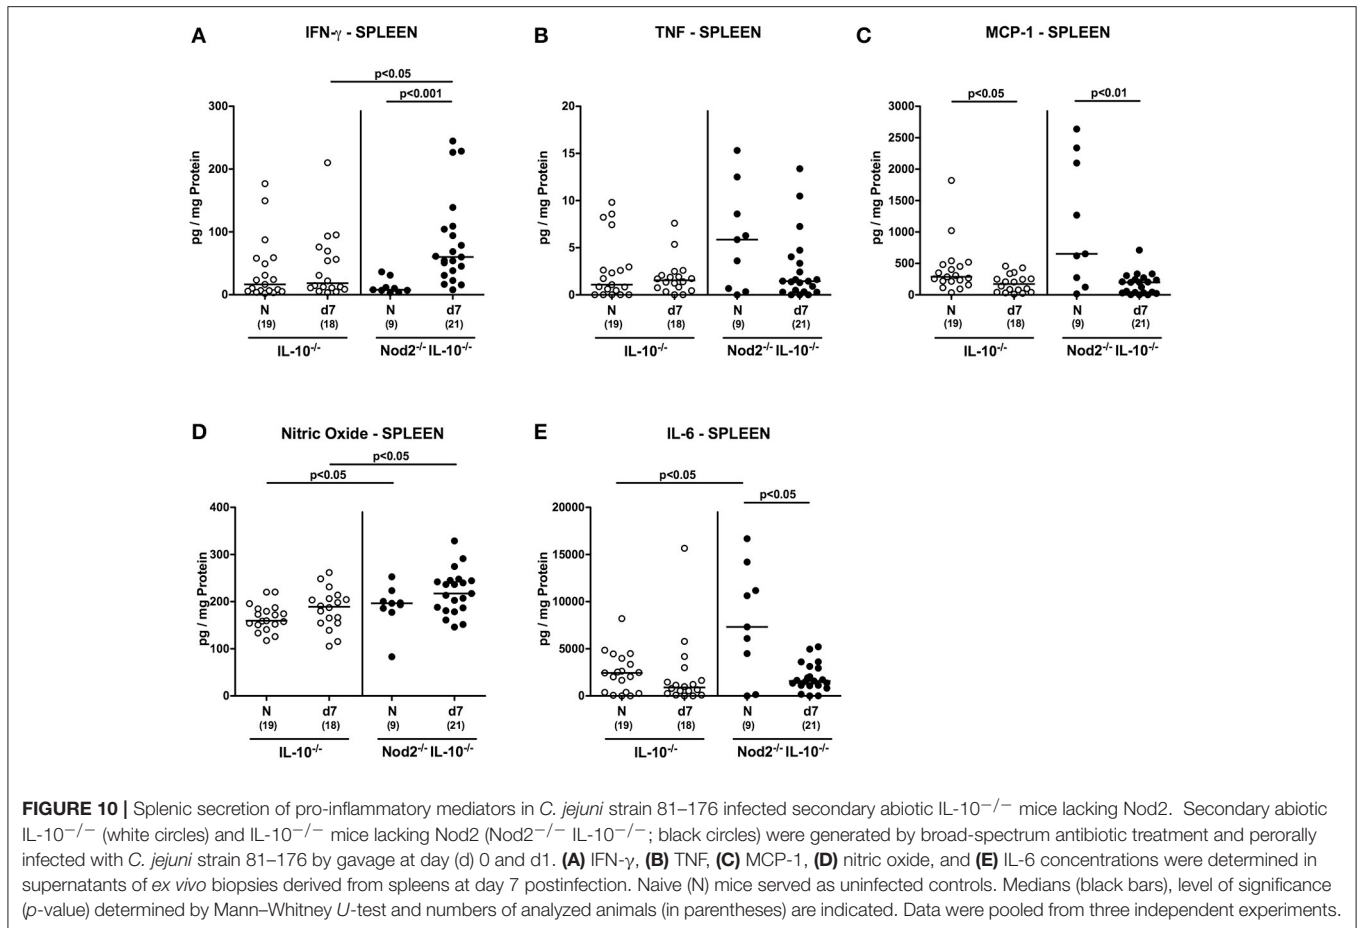 A
IFN-γ - SPLEEN
p<0.05
p<0.001
300
200
100
0
pg / mg Protein
N
d7
N
d7
(19)
(18)
(9)
(21)
IL-10-/-
Nod2-/- IL-10-/-
B
TNF - SPLEEN
20
15
10
5
0
pg / mg Protein
N
d7
N
d7
(19)
(18)
(9)
(21)
IL-10-/-
Nod2-/- IL-10-/-
C
MCP-1 - SPLEEN
p<0.05
p<0.01
3000
2500
2000
1500
1000
500
0
pg / mg Protein
N
d7
N
d7
(19)
(18)
(9)
(21)
IL-10-/-
Nod2-/- IL-10-/-
D
Nitric Oxide - SPLEEN
p<0.05
p<0.05
400
300
200
100
0
pg / mg Protein
N
d7
N
d7
(19)
(18)
(9)
(21)
IL-10-/-
Nod2-/- IL-10-/-
E
IL-6 - SPLEEN
p<0.05
p<0.05
20000
15000
10000
5000
0
pg / mg Protein
N
d7
N
d7
(19)
(18)
(9)
(21)
IL-10-/-
Nod2-/- IL-10-/-
FIGURE 10 | Splenic secretion of pro-inflammatory mediators in C. jejuni strain 81–176 infected secondary abiotic IL-10−/− mice lacking Nod2. Secondary abiotic
IL-10−/− (white circles) and IL-10−/− mice lacking Nod2 (Nod2−/− IL-10−/−; black circles) were generated by broad-spectrum antibiotic treatment and perorally
infected with C. jejuni strain 81–176 by gavage at day (d) 0 and d1. (A) IFN-γ, (B) TNF, (C) MCP-1, (D) nitric oxide, and (E) IL-6 concentrations were determined in
supernatants of ex vivo biopsies derived from spleens at day 7 postinfection. Naive (N) mice served as uninfected controls. Medians (black bars), level of significance
(p-value) determined by Mann–Whitney U-test and numbers of analyzed animals (in parentheses) are indicated. Data were pooled from three independent experiments.